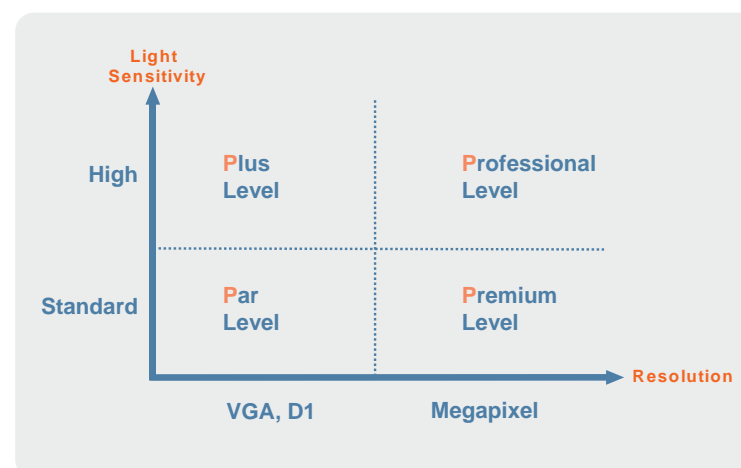 Light
Sensitivity
High
Plus
Level
Professional
Level
Standard
Par
Level
Premium
Level
Resolution
VGA, D1
Megapixel